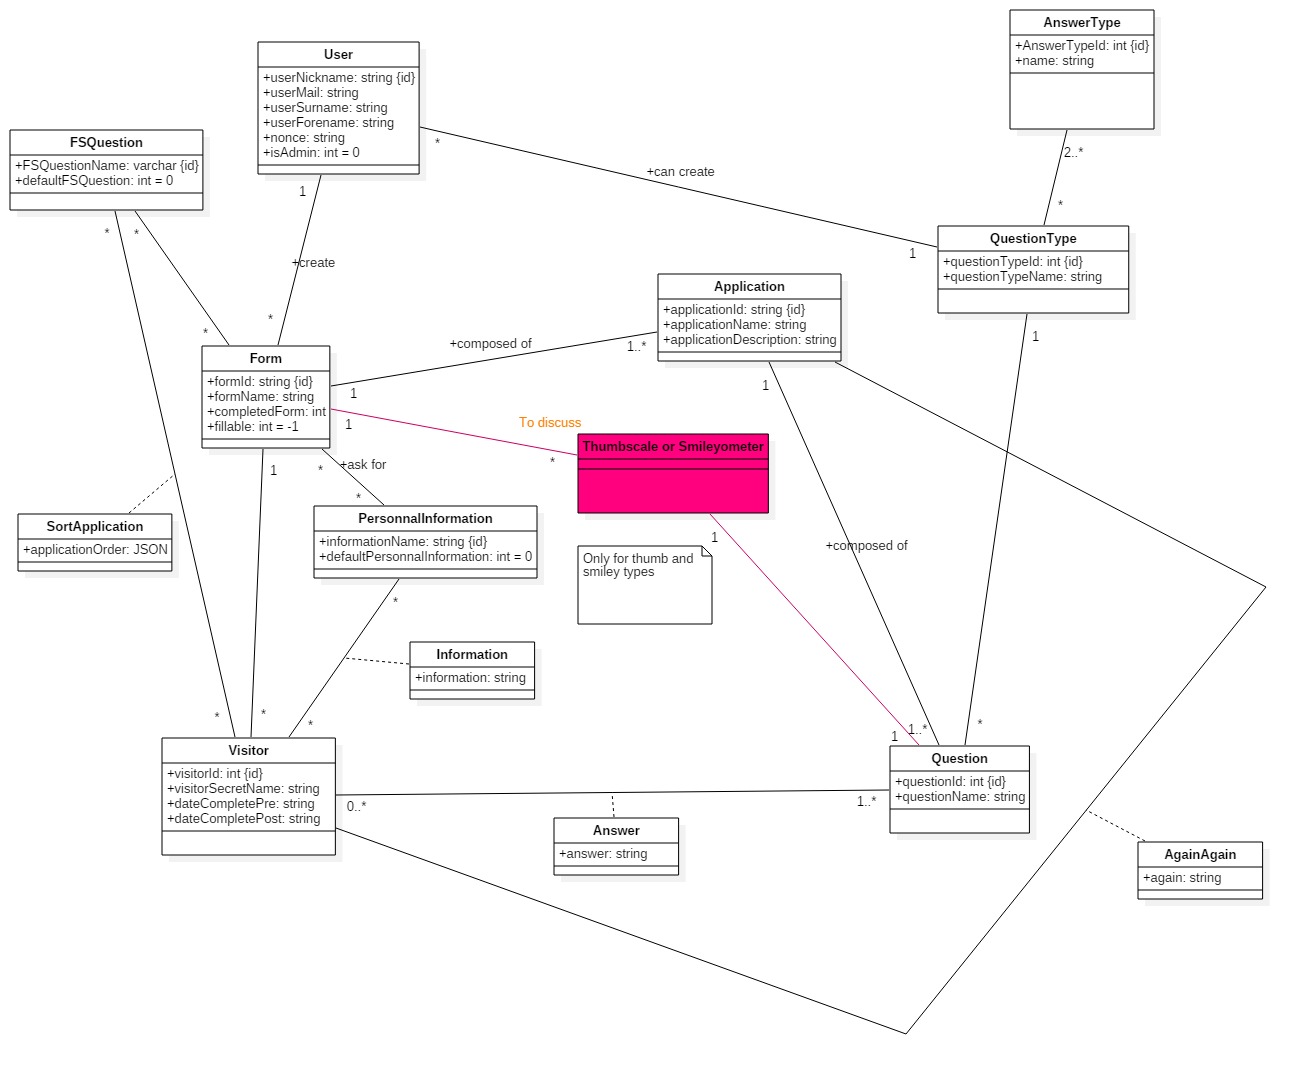 AnswerType
+AnswerTypeId: int {id}
+name: string
User
+userNickname: string {id}
+userMail: string
+userSurname: string
+userForename: string
+nonce: string
+isAdmin: int = 0
FSQuestion
+FSQuestionName: varchar {id}
+defaultFSQuestion: int = 0
*
2..*
+can create
1
*
*
*
QuestionType
+questionTypeId: int {id}
+questionTypeName: string
1
+create
Application
+applicationId: string {id}
+applicationName: string
+applicationDescription: string
*
*
1
+composed of
1..*
Form
+formId: string {id}
+formName: string
+completedForm: int
+fillable: int = -1
1
1
1
To discuss
Thumbscale or Smileyometer
*
1
*
+ask for
*
SortApplication
+applicationOrder: JSON
PersonnalInformation
+informationName: string {id}
+defaultPersonnalInformation: int = 0
1
+composed of
Only for thumb and
smiley types
*
Information
+information: string
*
*
*
1
1..*
*
Visitor
+visitorId: int {id}
+visitorSecretName: string
+dateCompletePre: string
+dateCompletePost: string
Question
+questionId: int {id}
+questionName: string
0..*
1..*
Answer
+answer: string
AgainAgain
+again: string